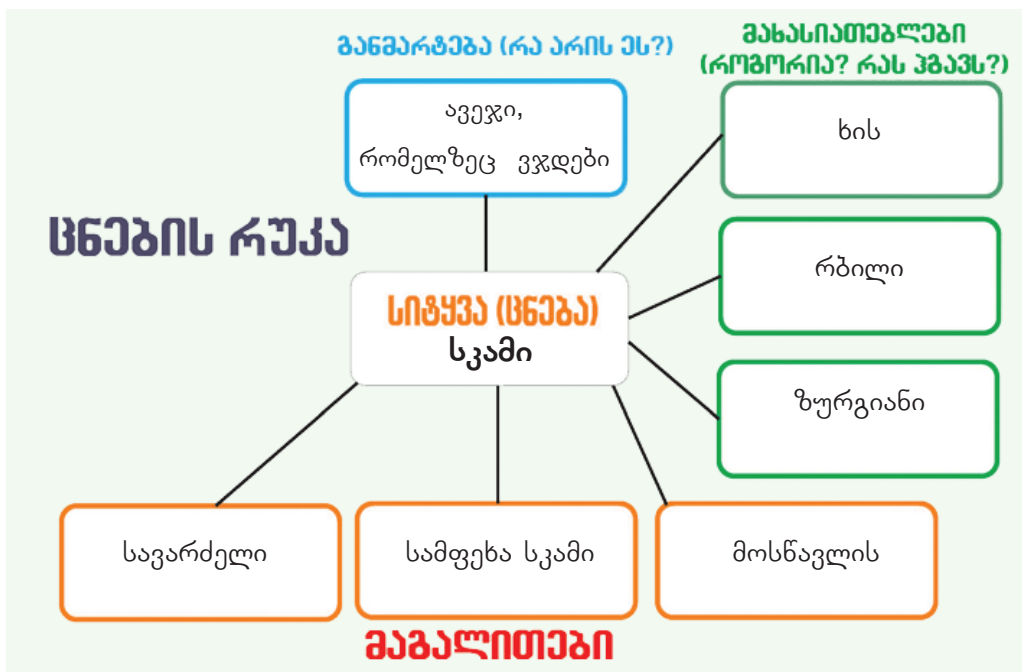 განმარტება (რა არის ეს?)
მახასიათებლები
(როგორია? რას ჰგავს?)
ავეჯი,
რომელზეც ვჯდები
ხის
ცნების რუკა
რბილი
სიტყვა (ცნება)
სკამი
ზურგიანი
სავარძელი
სამფეხა სკამი
მოსწავლის
მაგალითები